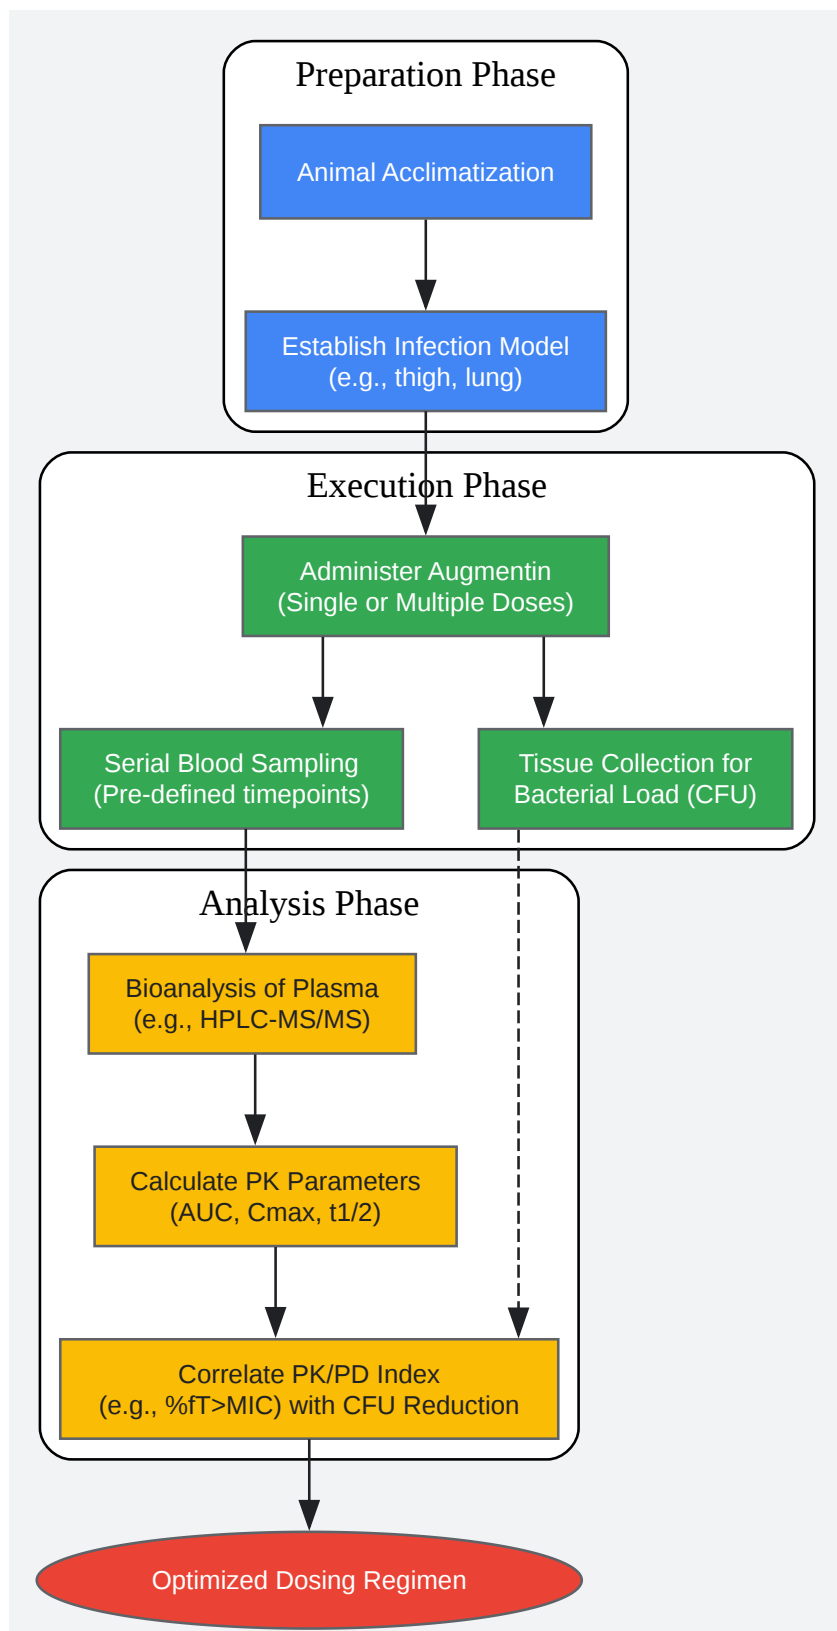 Preparation Phase
Animal Acclimatization
Establish Infection Model
(e.g., thigh, lung)
Execution Phase
Administer Augmentin
(Single or Multiple Doses)
Serial Blood Sampling
(Pre-defined timepoints)
Tissue Collection for
Bacterial Load (CFU)
Analysis Phase
Bioanalysis of Plasma
(e.g., HPLC-MS/MS)
Calculate PK Parameters
(AUC, Cmax, t1/2)
Correlate PK/PD Index
(e.g., %fT>MIC) with CFU Reduction
Optimized Dosing Regimen